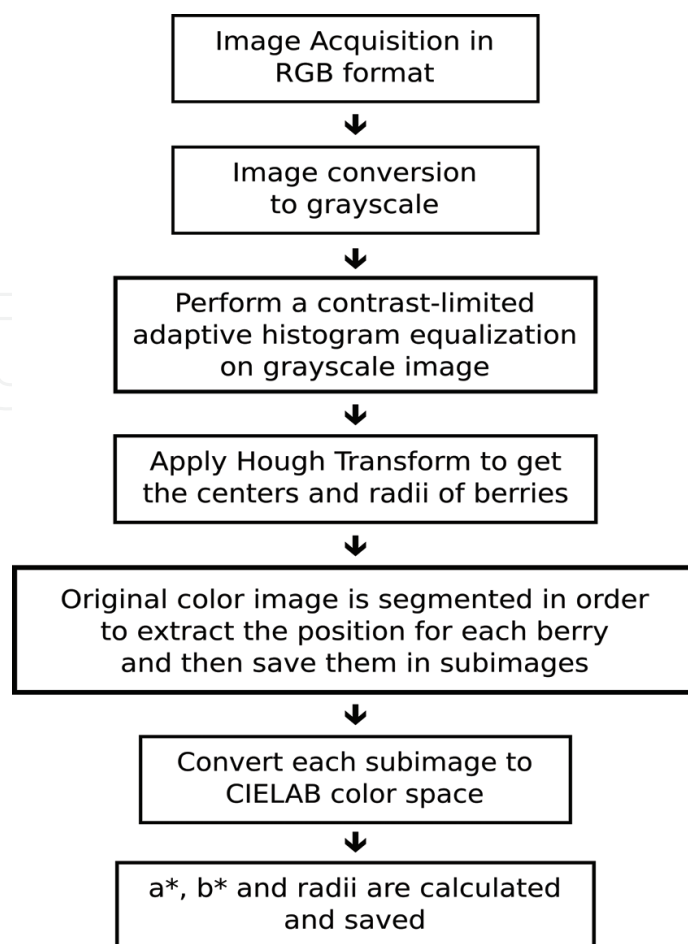 Image Acquisition in
RGB format
Image conversion
to grayscale
Perform a contrast-limited
adaptive histogram equalization
on grayscale image
Apply Hough Transform to get
the centers and radii of berries
Original color image is segmented in order
to extract the position for each berry
and then save them in subimages
Convert each subimage to
CIELAB color space
a*, b* and radii are calculated
and saved